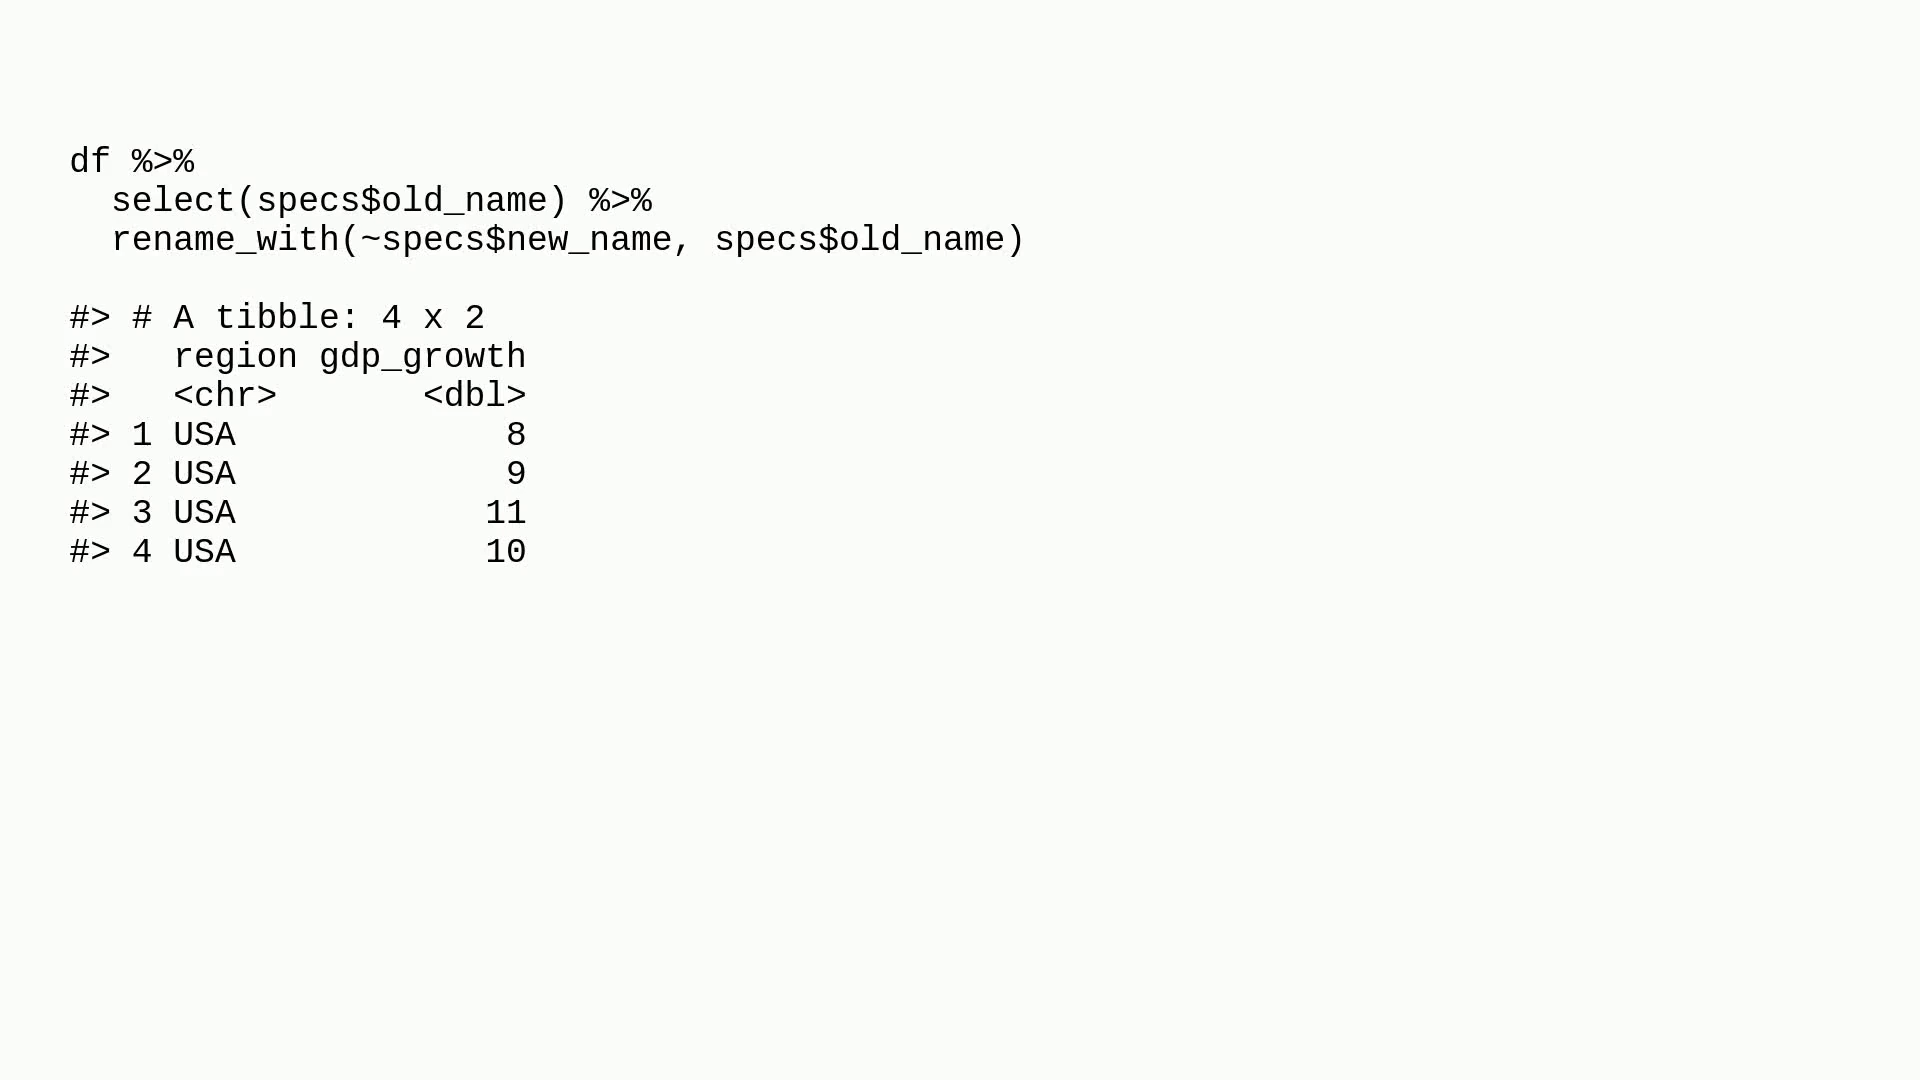 df %>%
  select(specs$old_name) %>%
  rename_with(~specs$new_name, specs$old_name)

#> # A tibble: 4 x 2
#>   region gdp_growth
#>   <chr>       <dbl>
#> 1 USA             8
#> 2 USA             9
#> 3 USA            11
#> 4 USA            10